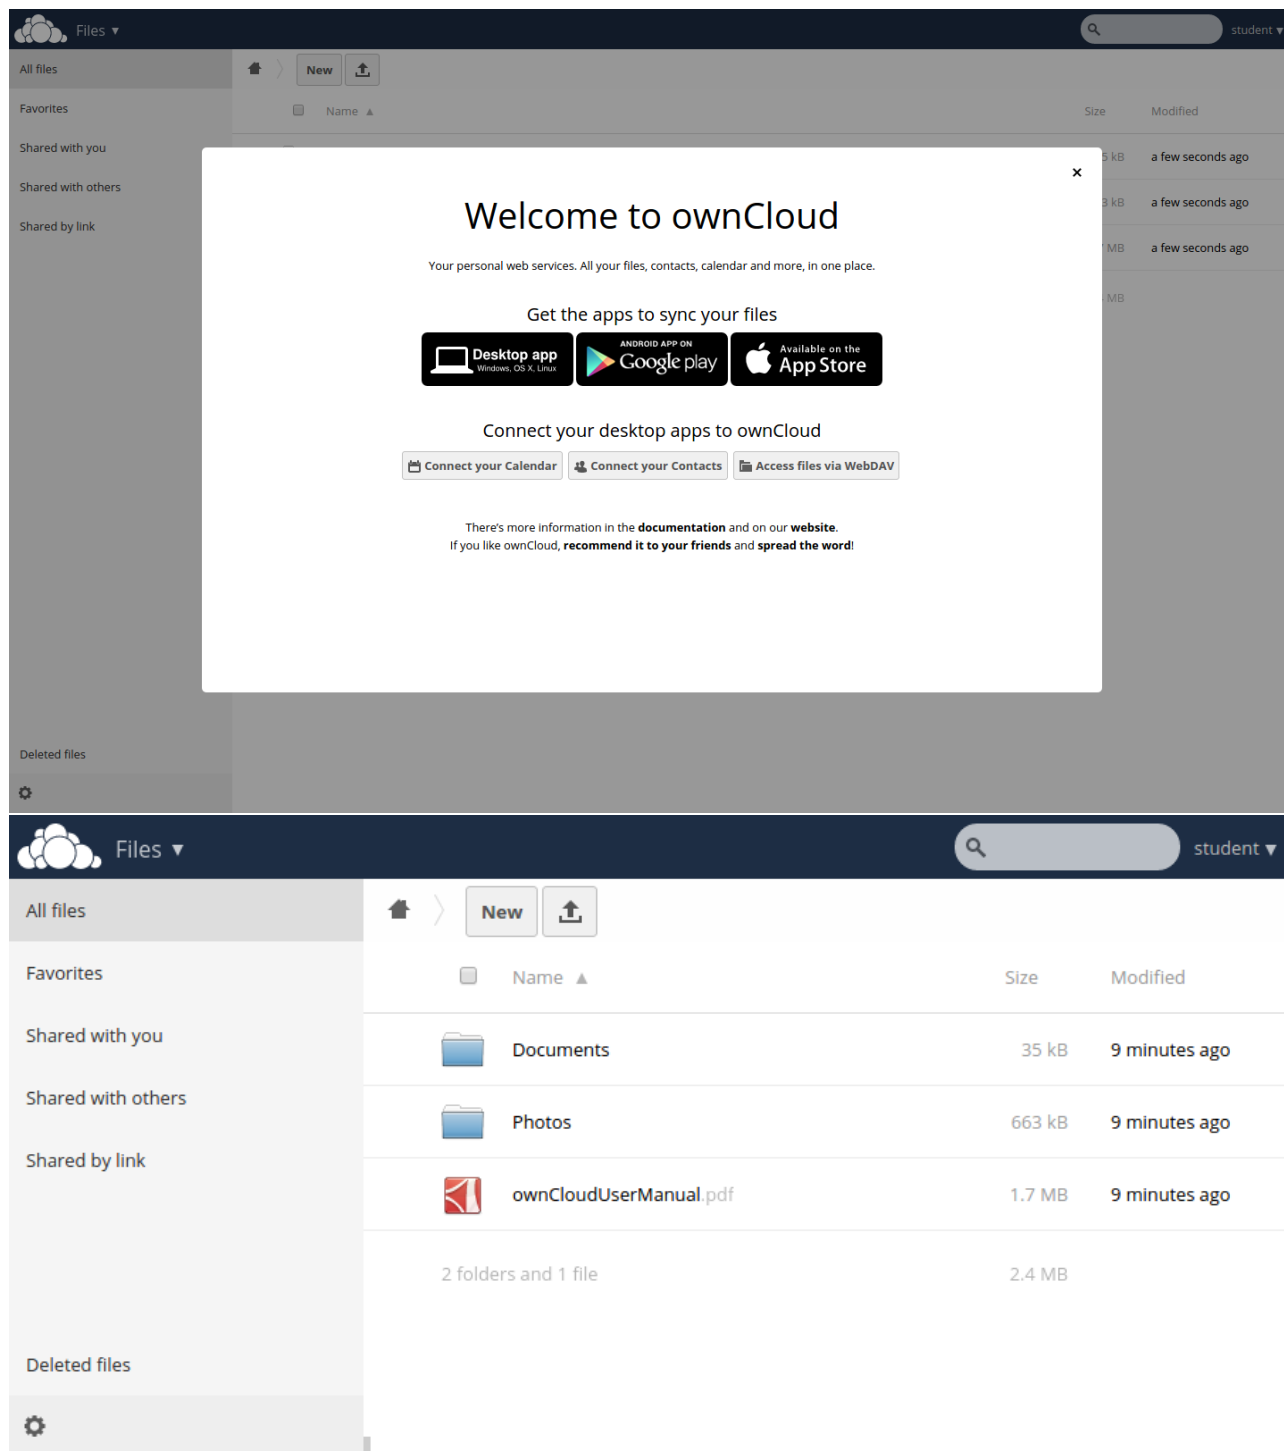 Files ▾ student ▾
All files New
Favorites Name ▲ Size Modified
Shared with you kB a few seconds ago
Shared with others kB a few seconds ago
Shared by link MB a few seconds ago
MB
×
Welcome to ownCloud
Your personal web services. All your files, contacts, calendar and more, in one place.
Get the apps to sync your files
Desktop app
Windows, OS X, Linux
ANDROID APP ON
Google play
Available on the
App Store
Connect your desktop apps to ownCloud
Connect your Calendar Connect your Contacts Access files via WebDAV
There's more information in the documentation and on our website.
If you like ownCloud, recommend it to your friends and spread the word!
Deleted files
Files ▾ student ▾
All files New
Favorites Name ▲ Size Modified
Shared with you Documents 35 kB 9 minutes ago
Shared with others Photos 663 kB 9 minutes ago
Shared by link ownCloudUserManual.pdf 1.7 MB 9 minutes ago
2 folders and 1 file 2.4 MB
Deleted files